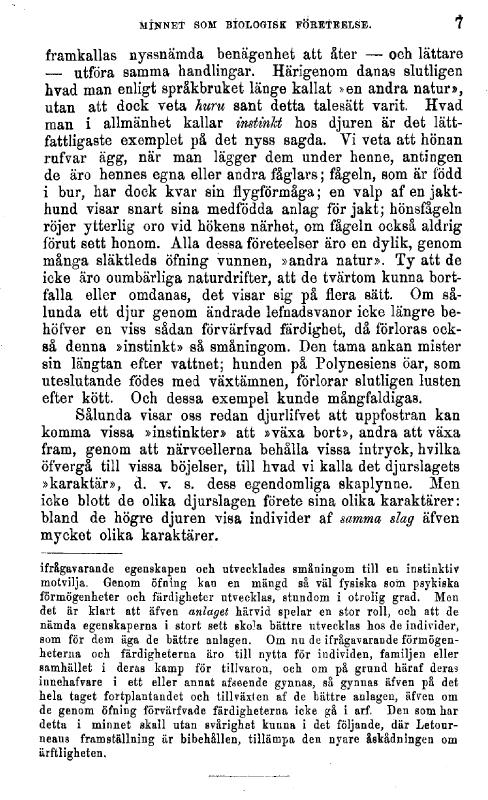 MINNET SOM BIOLOGISK FÖRETEELSE. 7
framkallas nyssnämda benägenhet att åter — och lättare
— utföra samma handlingar. Härigenom danas slutligen
hvad man enligt språkbruket länge kallat »en andra natur»,
utan att dock veta huru sant detta talesätt varit. Hvad
man i allmänhet kallar instinkt hos djuren är det lätt-
fattligaste exemplet på det nyss sagda. Vi veta att hönan
rufvar ägg, när man lägger dem under henne, antingen
de äro hennes egna eller andra fåglars; fågeln, som är född
i bur, har dock kvar sin flygförmåga; en valp af en jakt-
hund visar snart sina medfödda anlag för jakt; hönsfågeln
röjer ytterlig oro vid hökens närhet, om fågeln också aldrig
förut sett honom. Alla dessa företeelser äro en dylik, genom
många släktleds öfning vunnen, »andra natur». Ty att de
icke äro oumbärliga naturdrifter, att de tvärtom kunna bort-
falla eller omdanas, det visar sig på flera sätt. Om så-
lunda ett djur genom ändrade lefnadsvanor icke längre be-
höfver en viss sådan förvärfvad färdighet, då förloras ock-
så denna »instinkt» så småningom. Den tama ankan mister
sin längtan efter vattnet; hunden på Polynesiens öar, som
uteslutande födes med växtämnen, förlorar slutligen lusten
efter kött. Och dessa exempel kunde mångfaldigas.
Sålunda visar oss redan djurlifvet att uppfostran kan
komma vissa »instinkter» att »växa bort», andra att växa
fram, genom att närvcellerna behålla vissa intryck, hvilka
öfvergå till vissa böjelser, till hvad vi kalla det djurslagets
»karaktär», d. v. s. dess egendomliga skaplynne. Men
icke blott de olika djurslagen förete sina olika karaktärer:
bland de högre djuren visa individer af samma slag äfven
mycket olika karaktärer.
ifrågavarande egenskapen och utvecklades småningom till en instinktiv
motvilja. Genom öfning kan en mängd så väl fysiska som psykiska
förmögenheter och färdigheter utvecklas, stundom i otrolig grad. Men
det är klart att äfven anlaget härvid spelar en stor roll, och att de
nämda egenskaperna i stort sett skola bättre utvecklas hos de individer,
som för dem äga de bättre anlagen. Om nu de ifrågavarande förmögen-
heterna och färdigheterna äro till nytta för individen, familjen eller
samhället i deras kamp för tillvaron, och om på grund häraf deras
innehafvare i ett eller annat afseende gynnas, så gynnas äfven på det
hela taget fortplantandet och tillväxten af de bättre anlagen, äfven om
de genom öfning förvärfvade färdigheterna icke gå i arf. Den som har
detta i minnet skall utan svårighet kunna i det följande, där Letour-
neaus framställning är bibehållen, tillämpa den nyare åskådningen om
ärftligheten.